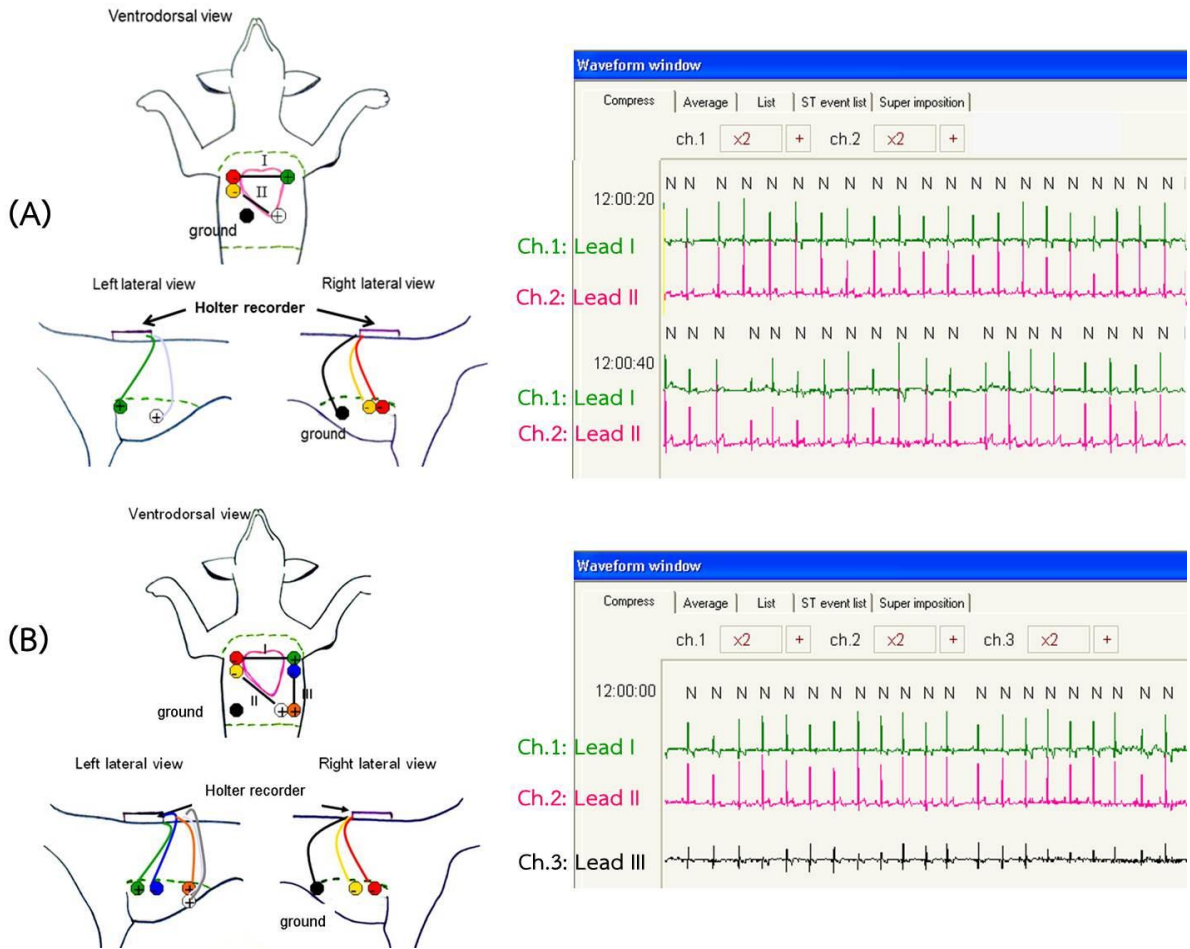 Ventrodorsal view
(A)
I
II
- +
- +
ground
Left lateral view Right lateral view
Holter recorder
+ +
- -
ground
Waveform window
Compress Average List ST event list Super imposition
ch.1 x2 + ch.2 x2 +
N N N N N N N N N N N N N N N N N N N N
12:00:20
Ch.1: Lead I
Ch.2: Lead II
N N N N N N N N N N N N N N N N N N N
12:00:40
Ch.1: Lead I
Ch.2: Lead II
Ventrodorsal view
(B)
I
II III
- +
- + +
ground
Left lateral view Right lateral view
Holter recorder
+ +
+ - -
ground
Waveform window
Compress Average List ST event list Super imposition
ch.1 x2 + ch.2 x2 + ch.3 x2 +
12:00:00
N N N N N N N N N N N N N N N N N N N N
Ch.1: Lead I
Ch.2: Lead II
Ch.3: Lead III